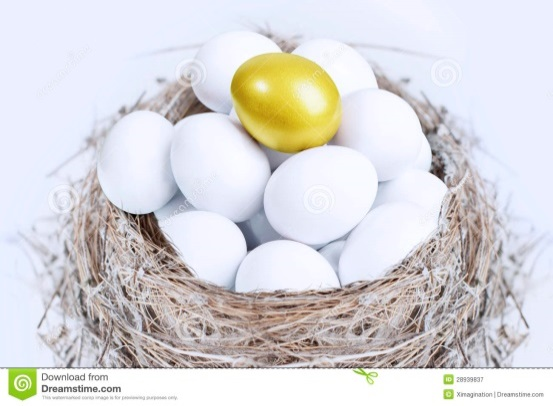 Download from
Dreamstime.com
This watermarked comp image is for previewing purposes only.
28939837
Ximagination | Dreamstime.com